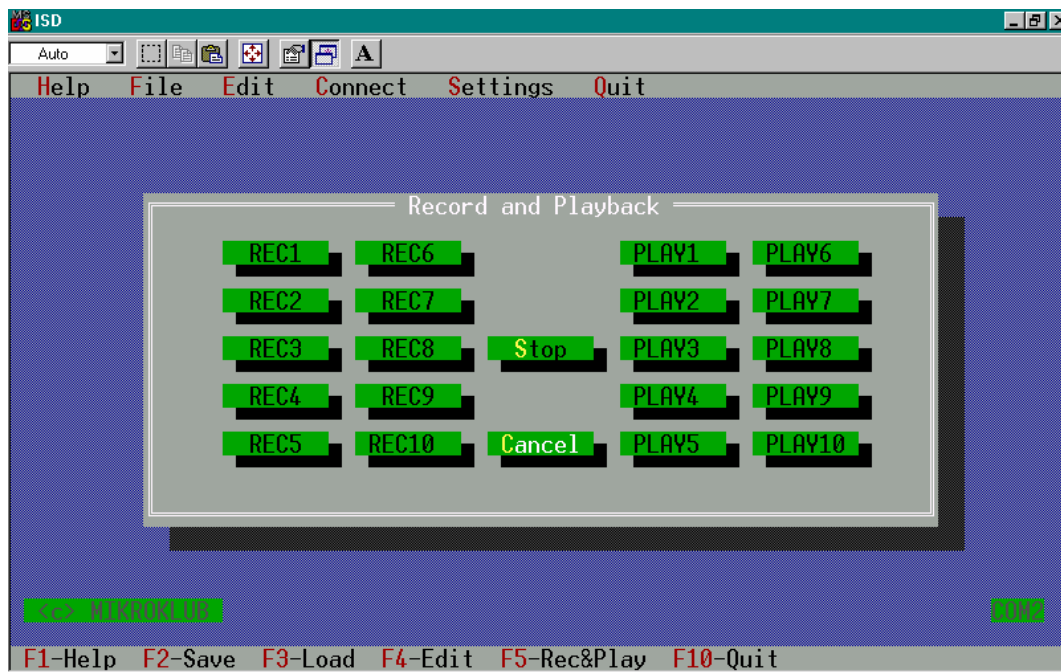 ISD
Auto A
Help File Edit Connect Settings Quit
Record and Playback
REC1 REC6 PLAY1 PLAY6
REC2 REC7 PLAY2 PLAY7
REC3 REC8 Stop PLAY3 PLAY8
REC4 REC9 PLAY4 PLAY9
REC5 REC10 Cancel PLAY5 PLAY10
<c> MIKROKLUB COM2
F1-Help F2-Save F3-Load F4-Edit F5-Rec&Play F10-Quit